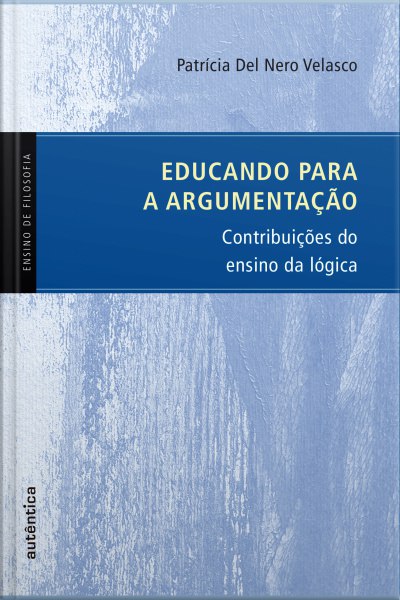 Patrícia Del Nero Velasco
ENSINO DE FILOSOFIA
EDUCANDO PARA
A ARGUMENTAÇÃO
Contribuições do
ensino da lógica
autêntica